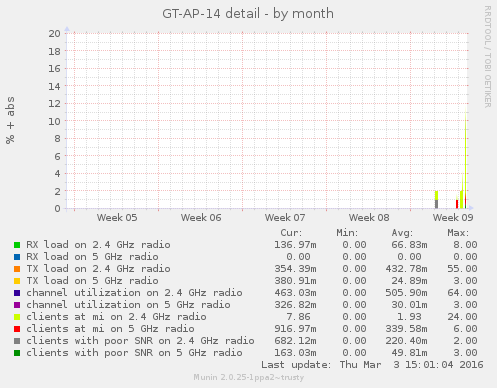 GT-AP-14 detail - by month
RRDTOOL / TOBI OETIKER
% + abs
20
18
16
14
12
10
8
6
4
2
0
Week 05 Week 06 Week 07 Week 08 Week 09
Cur: Min: Avg: Max:
RX load on 2.4 GHz radio 136.97m 0.00 66.83m 8.00
RX load on 5 GHz radio 0.00 0.00 0.00 0.00
TX load on 2.4 GHz radio 354.39m 0.00 432.78m 55.00
TX load on 5 GHz radio 380.91m 0.00 24.89m 3.00
channel utilization on 2.4 GHz radio 463.03m 0.00 505.90m 64.00
channel utilization on 5 GHz radio 326.82m 0.00 30.01m 3.00
clients at mi on 2.4 GHz radio 7.86 0.00 1.93 24.00
clients at mi on 5 GHz radio 916.97m 0.00 339.58m 6.00
clients with poor SNR on 2.4 GHz radio 682.12m 0.00 220.40m 2.00
clients with poor SNR on 5 GHz radio 163.03m 0.00 49.81m 3.00
Last update: Thu Mar 3 15:01:04 2016
Munin 2.0.25-1ppa2~trusty